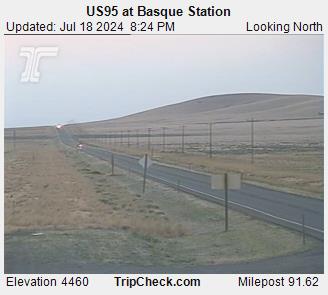 US95 at Basque Station
Updated: Jul 18 2024 8:24 PM Looking North
Elevation 4460 TripCheck.com Milepost 91.62